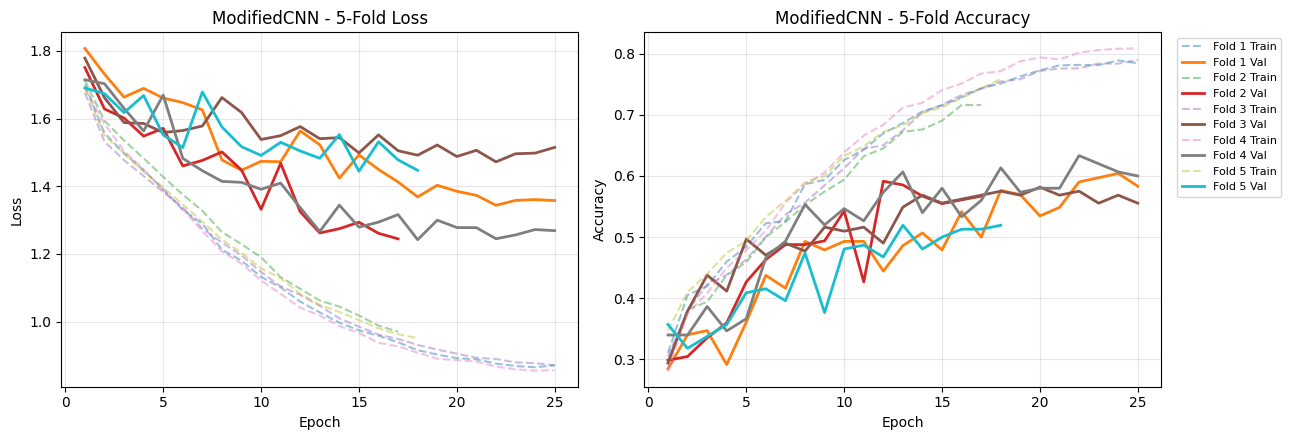 ModifiedCNN - 5-Fold Loss
1.8
1.6
1.4
1.2
1.0
Loss
0
5
10
15
20
25
Epoch
ModifiedCNN - 5-Fold Accuracy
0.8
0.7
0.6
0.5
0.4
0.3
Accuracy
0
5
10
15
20
25
Epoch
Fold 1 Train
Fold 1 Val
Fold 2 Train
Fold 2 Val
Fold 3 Train
Fold 3 Val
Fold 4 Train
Fold 4 Val
Fold 5 Train
Fold 5 Val